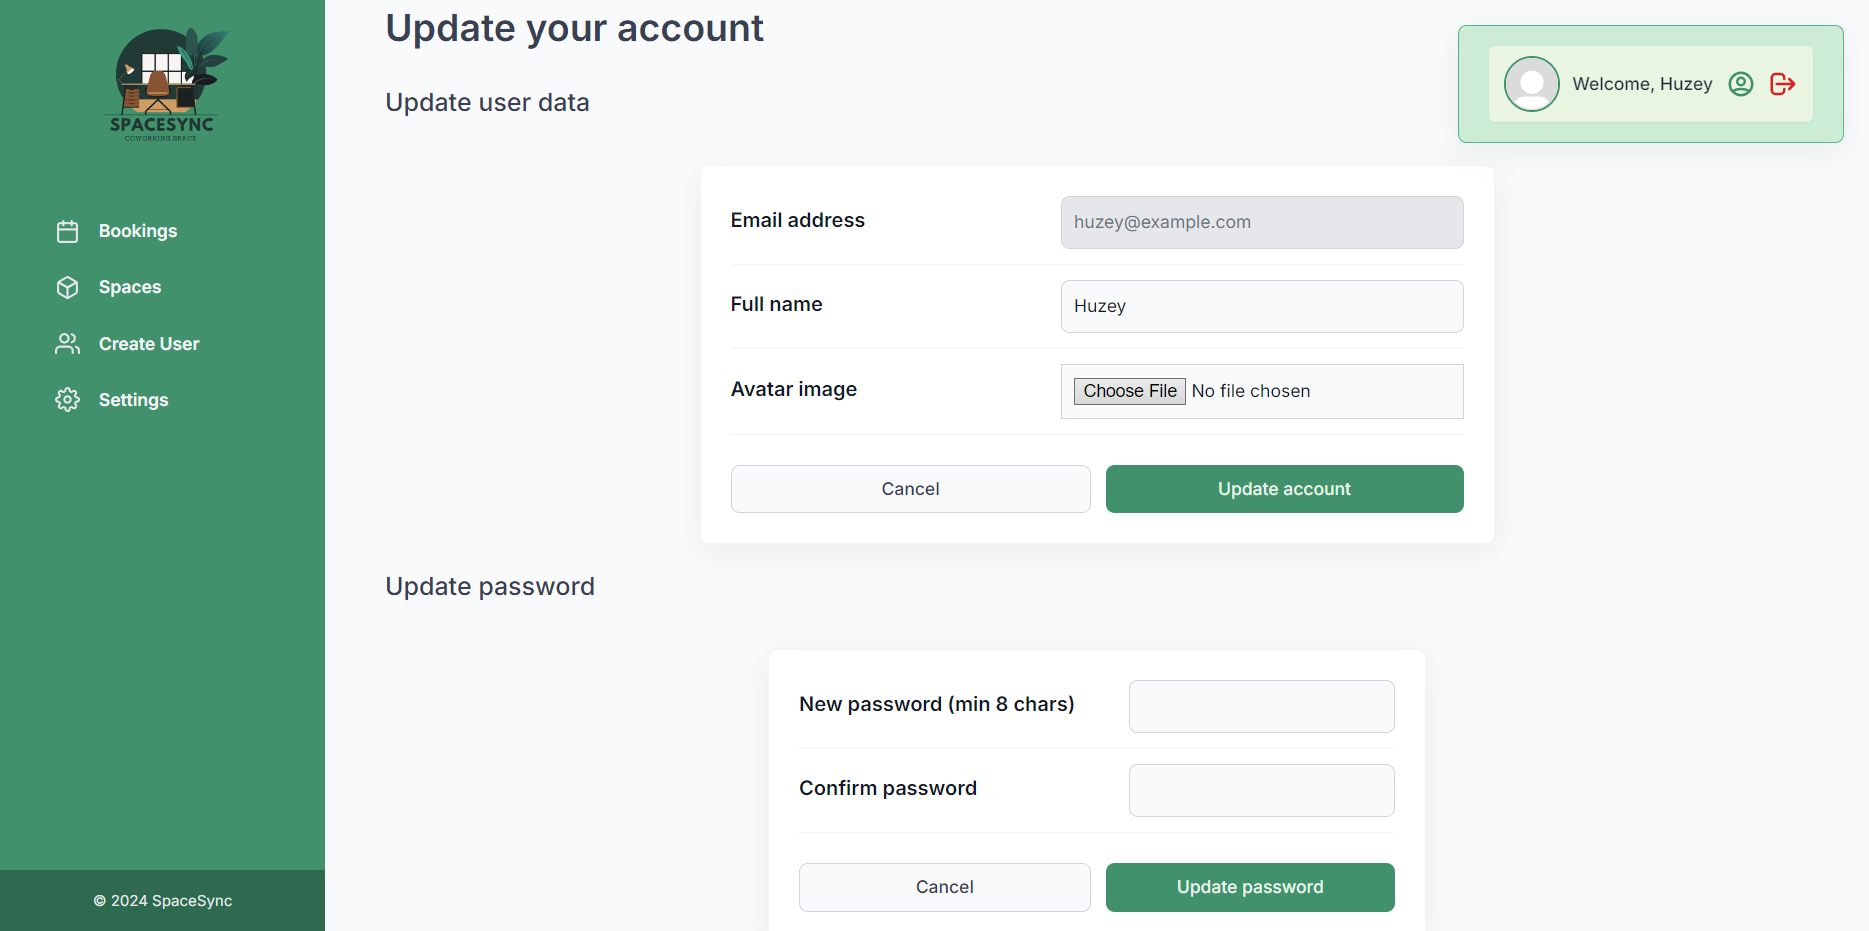 SPACESYNC
COWORKING SPACE
Bookings
Spaces
Create User
Settings
© 2024 SpaceSync
Update your account
Welcome, Huzey
Update user data
Email address
huzey@example.com
Full name
Huzey
Avatar image
Choose File No file chosen
Cancel
Update account
Update password
New password (min 8 chars)
Confirm password
Cancel
Update password